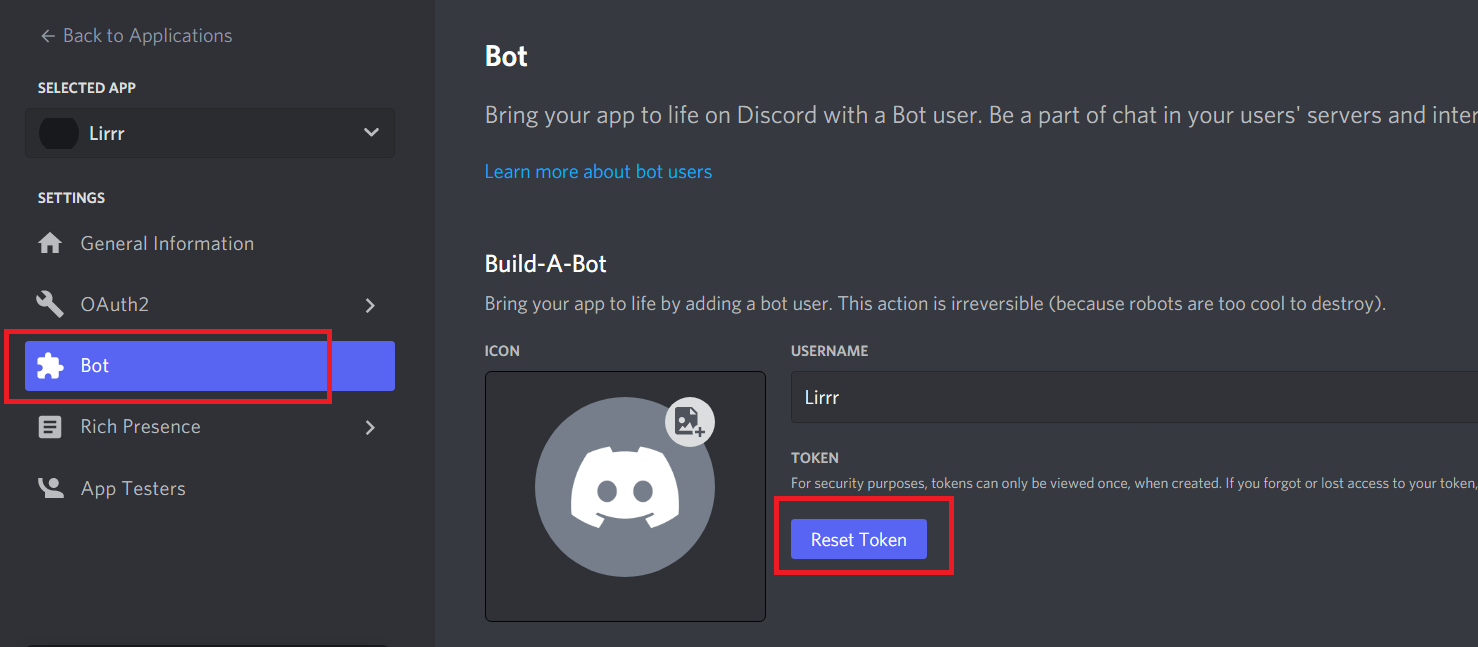 Back to Applications
SELECTED APP
Lirrr
SETTINGS
General Information
OAuth2
Bot
Rich Presence
App Testers
Bot
Bring your app to life on Discord with a Bot user. Be a part of chat in your users' servers and inter
Learn more about bot users
Build-A-Bot
Bring your app to life by adding a bot user. This action is irreversible (because robots are too cool to destroy).
ICON
USERNAME
Lirrr
TOKEN
For security purposes, tokens can only be viewed once, when created. If you forgot or lost access to your token,
Reset Token